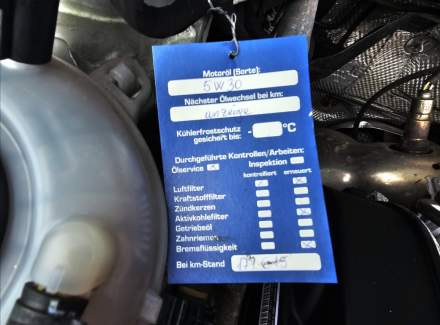 Motoröl (Sorte):
5W30
Nächster Ölwechsel bei km:
anzeige
Kühlerfrostschutz
gesichert bis: - °C
Durchgeführte Kontrollen/Arbeiten:
Ölservice Inspektion
kontrolliert erneuert
Luftfilter
Kraftstofffilter
Zündkerzen
Aktivkohlefilter
Getriebeöl
Zahnriemen
Bremsflüssigkeit
Bei km-Stand